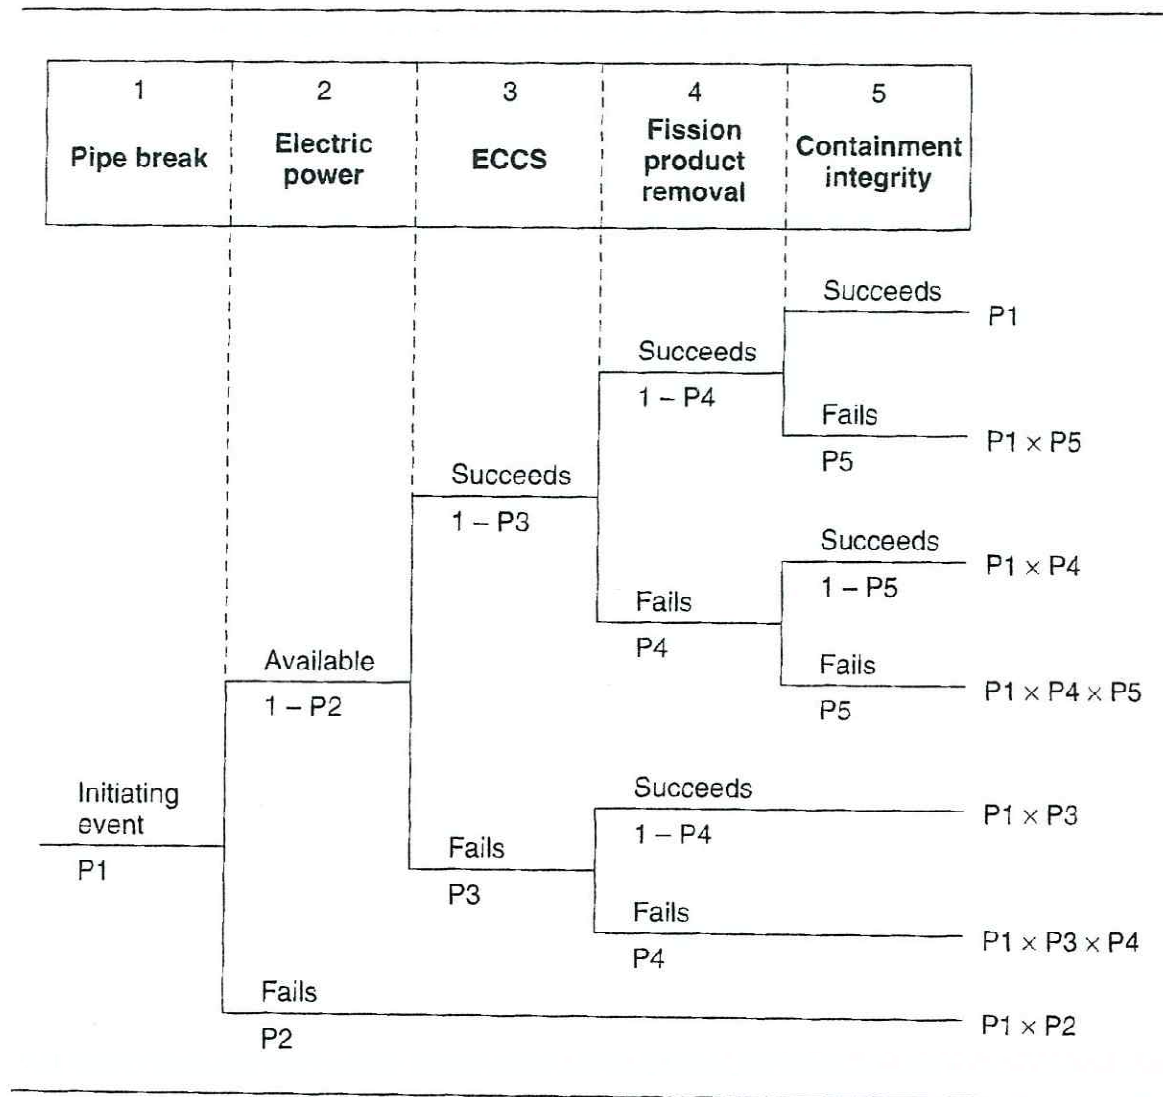 1
2
3
4
5
Pipe break
Electric
power
ECCS
Fission
product
removal
Containment
integrity
Succeeds
P1
Succeeds
1 – P4
Fails
P5
P1 × P5
Succeeds
1 – P3
Succeeds
1 – P5
P1 × P4
Fails
P4
Fails
P5
P1 × P4 × P5
Available
1 – P2
Initiating
event
P1
Succeeds
1 – P4
P1 × P3
Fails
P3
Fails
P4
P1 × P3 × P4
Fails
P2
P1 × P2